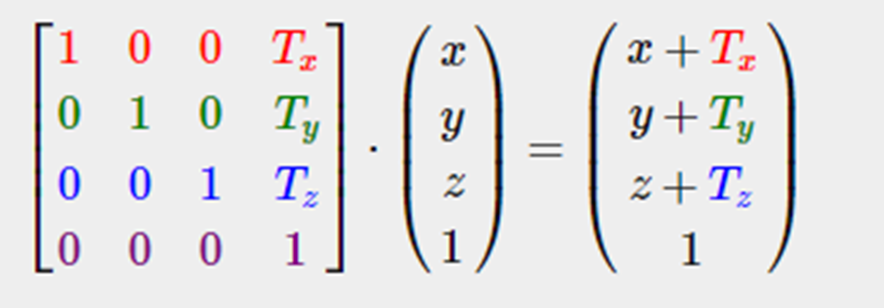 1 0 0 Tx x x + Tx
0 1 0 Ty y y + Ty
0 0 1 Tz · z = z + Tz
0 0 0 1 1 1